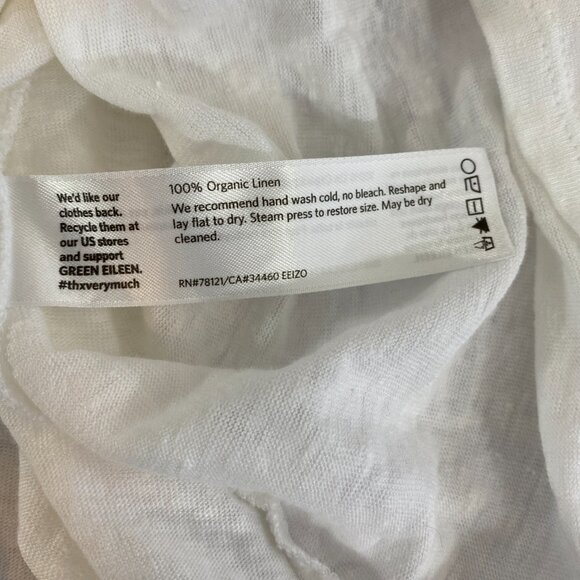 We'd like our
clothes back.
Recycle them at
our US stores
and support
GREEN EILEEN.
#thxverymuch
100% Organic Linen
We recommend hand wash cold, no bleach. Reshape and
lay flat to dry. Steam press to restore size. May be dry
cleaned.
RN#78121/CA#34460 EEIZO